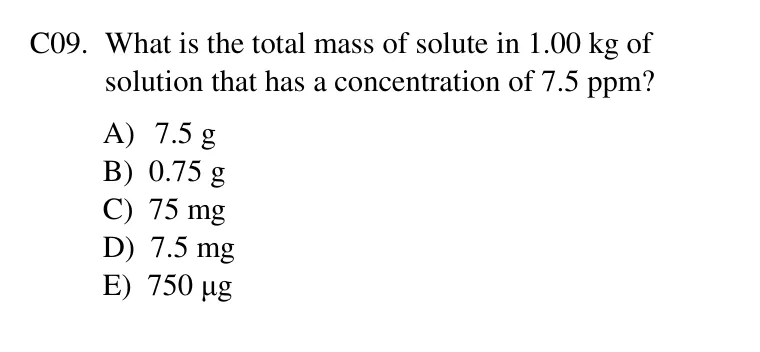 C09. What is the total mass of solute in 1.00 kg of
solution that has a concentration of 7.5 ppm?
A) 7.5 g
B) 0.75 g
C) 75 mg
D) 7.5 mg
E) 750 μg